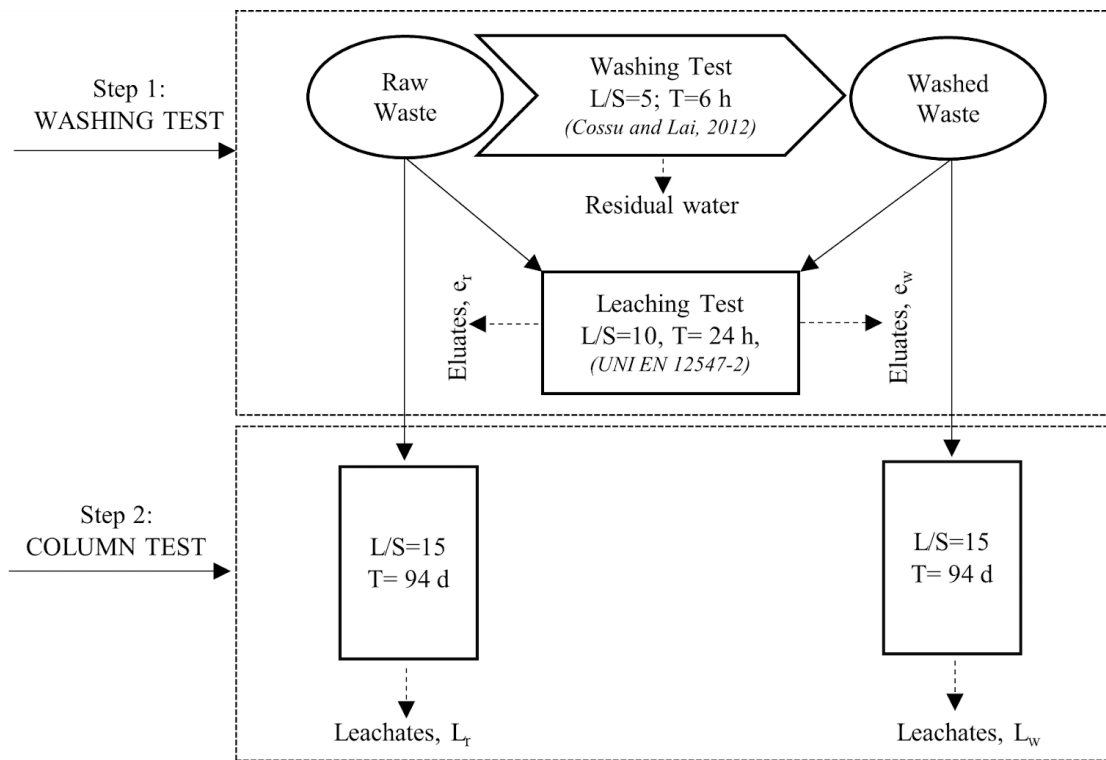 Step 1:
WASHING TEST
Raw
Waste
Washing Test
L/S=5; T=6 h
(Cossu and Lai, 2012)
Washed
Waste
Residual water
Eluates, er
Leaching Test
L/S=10, T= 24 h,
(UNI EN 12547-2)
Eluates, ew
Step 2:
COLUMN TEST
L/S=15
T= 94 d
L/S=15
T= 94 d
Leachates, Lr
Leachates, Lw